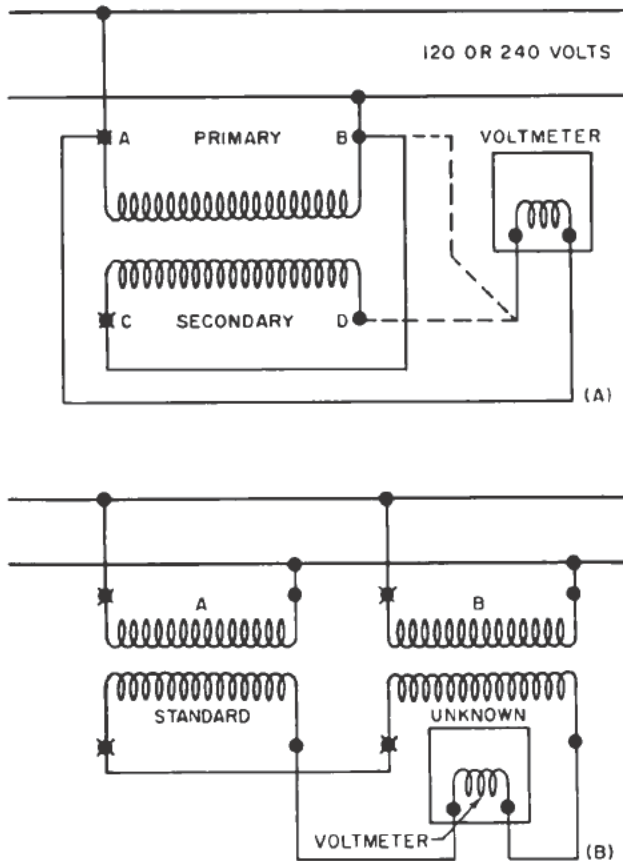 120 OR 240 VOLTS
A PRIMARY B
VOLTMETER
C SECONDARY D
(A)
A B
STANDARD UNKNOWN
VOLTMETER
(B)